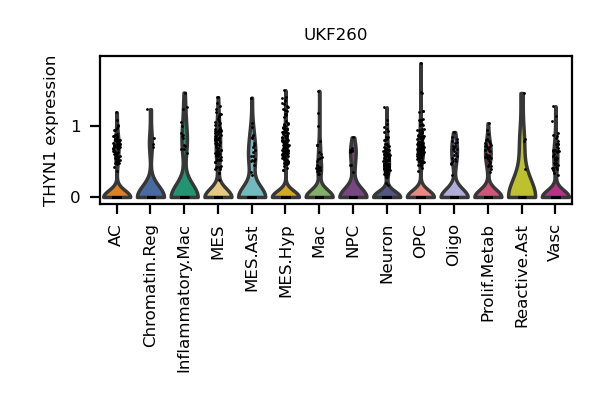 UKF260
THYN1 expression
1
0
AC
Chromatin.Reg
Inflammatory.Mac
MES
MES.Ast
MES.Hyp
Mac
NPC
Neuron
OPC
Oligo
Prolif.Metab
Reactive.Ast
Vasc